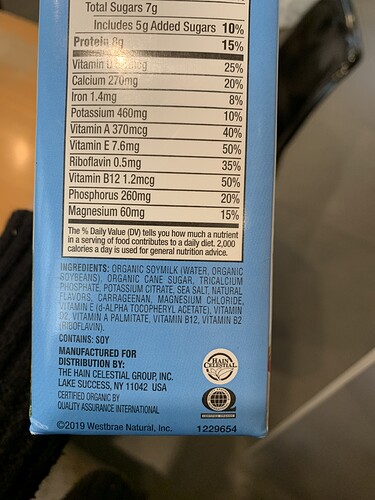 Total Sugars 7g
Includes 5g Added Sugars 10%
Protein 8g 15%
Vitamin D 25%
Calcium 270mg 20%
Iron 1.4mg 8%
Potassium 460mg 10%
Vitamin A 370mcg 40%
Vitamin E 7.6mg 50%
Riboflavin 0.5mg 35%
Vitamin B12 1.2mcg 50%
Phosphorus 260mg 20%
Magnesium 60mg 15%
The % Daily Value (DV) tells you how much a nutrient
in a serving of food contributes to a daily diet. 2,000
calories a day is used for general nutrition advice.
INGREDIENTS: ORGANIC SOYMILK (WATER, ORGANIC
SOYBEANS), ORGANIC CANE SUGAR, TRICALCIUM
PHOSPHATE, POTASSIUM CITRATE, SEA SALT, NATURAL
FLAVORS, CARRAGEENAN, MAGNESIUM CHLORIDE,
VITAMIN E (d-ALPHA TOCOPHERYL ACETATE), VITAMIN
D2, VITAMIN A PALMITATE, VITAMIN B12, VITAMIN B2
(RIBOFLAVIN).
CONTAINS: SOY
MANUFACTURED FOR
DISTRIBUTION BY:
THE HAIN CELESTIAL GROUP, INC.
LAKE SUCCESS, NY 11042 USA
CERTIFIED ORGANIC BY
QUALITY ASSURANCE INTERNATIONAL
HAIN
CELESTIAL
CERTIFIED ORGANIC
©2019 Westbrae Natural, Inc. 1229654